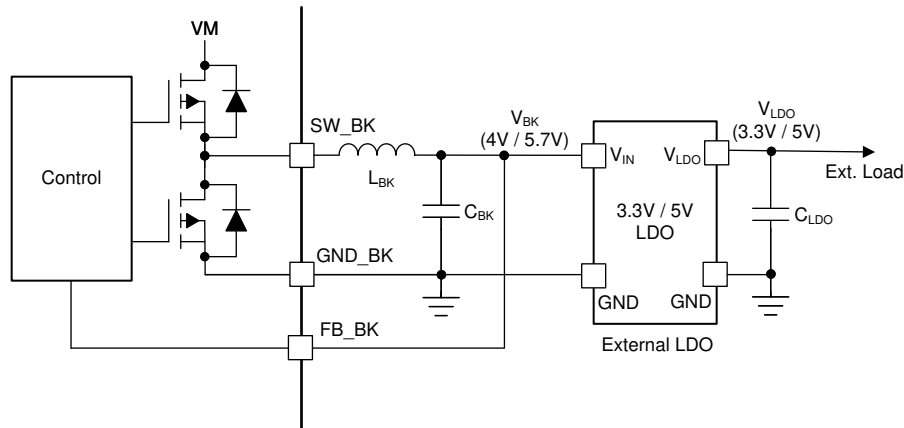 VM
Control
SW_BK
LBK
CBK
GND_BK
FB_BK
VBK
(4V / 5.7V)
VIN
VLDO
3.3V / 5V
LDO
GND
GND
External LDO
VLDO
(3.3V / 5V)
Ext. Load
CLDO